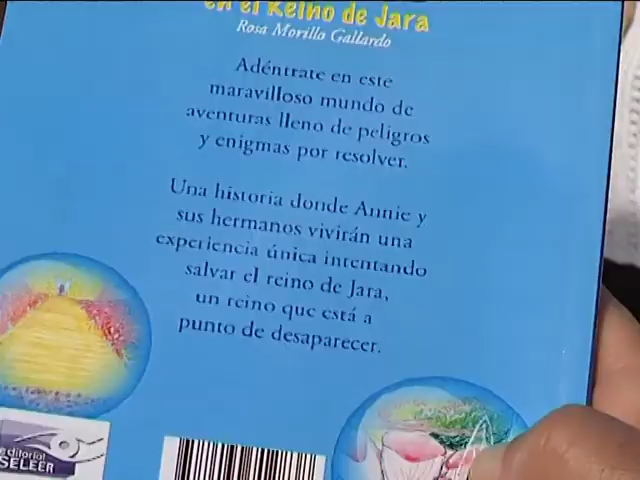 en el Reino de Jara
Rosa Morillo Gallardo
Adéntrate en este
maravilloso mundo de
aventuras lleno de peligros
y enigmas por resolver.
Una historia donde Annie y
sus hermanos vivirán una
experiencia única intentando
salvar el reino de Jara,
un reino que está a
punto de desaparecer.
editorial
SELEER